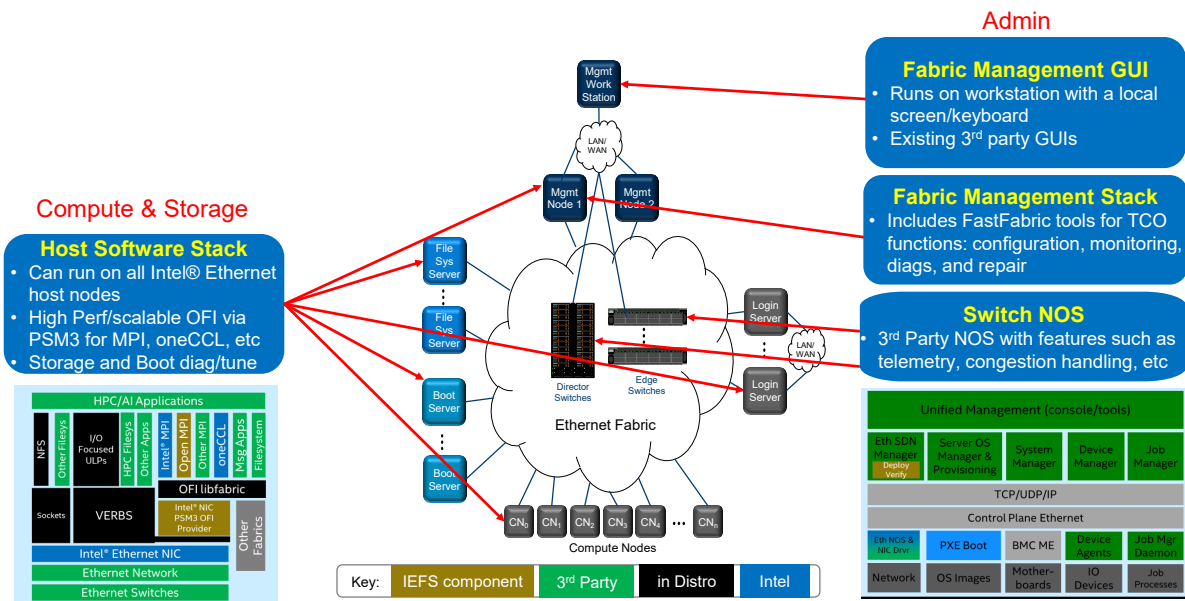 Admin
Fabric Management GUI
• Runs on workstation with a local
screen/keyboard
• Existing 3rd party GUIs
Fabric Management Stack
• Includes FastFabric tools for TCO
functions: configuration, monitoring,
diags, and repair
Switch NOS
• 3rd Party NOS with features such as
telemetry, congestion handling, etc
Compute & Storage
Host Software Stack
• Can run on all Intel® Ethernet
host nodes
• High Perf/scalable OFI via
PSM3 for MPI, oneCCL, etc
• Storage and Boot diag/tune
Mgmt
Work
Station
LAN/
WAN
Mgmt
Node 1
Mgmt
Node 2
File
Sys
Server
File
Sys
Server
Boot
Server
Boot
Server
Director
Switches
Edge
Switches
Ethernet Fabric
Login
Server
Login
Server
LAN/
WAN
CN0
CN1
CN2
CN3
CN4
CNn
Compute Nodes
HPC/AI Applications
NFS
Other Filesys
I/O
Focused
ULPs
HPC Filesys
Other Apps
Intel® MPI
Open MPI
Other MPI
oneCCL
Msg Apps
Filesystem
OFI libfabric
Sockets
VERBS
Intel® NIC
PSM3 OFI
Provider
Other
Fabrics
Intel® Ethernet NIC
Ethernet Network
Ethernet Switches
Key:
IEFS component
3rd Party
in Distro
Intel
Unified Management (console/tools)
Eth SDN
Manager
Deploy
Verify
Server OS
Manager &
Provisioning
System
Manager
Device
Manager
Job
Manager
TCP/UDP/IP
Control Plane Ethernet
Eth NOS &
NIC Drvr
PXE Boot
BMC ME
Device
Agents
Job Mgr
Daemon
Network
OS Images
Mother-
boards
IO
Devices
Job
Processes